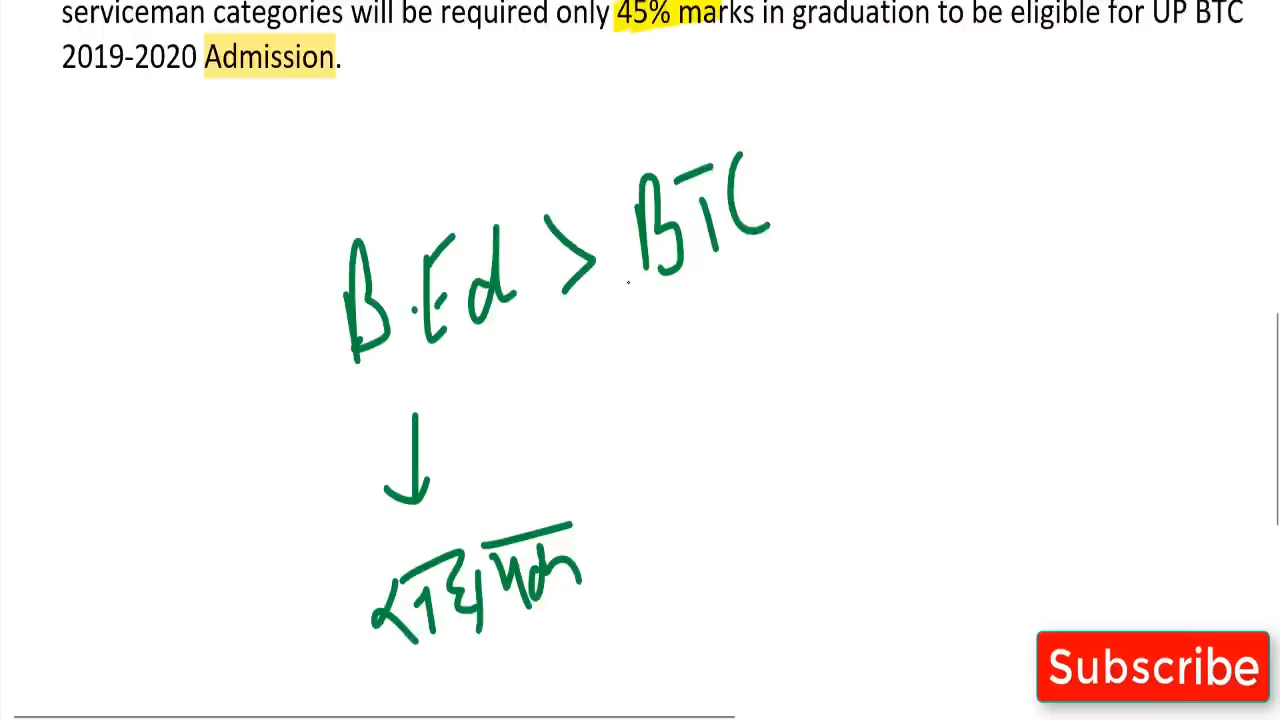 serviceman categories will be required only 45% marks in graduation to be eligible for UP BTC
2019-2020 Admission.
B.Ed > BTC
Subscribe